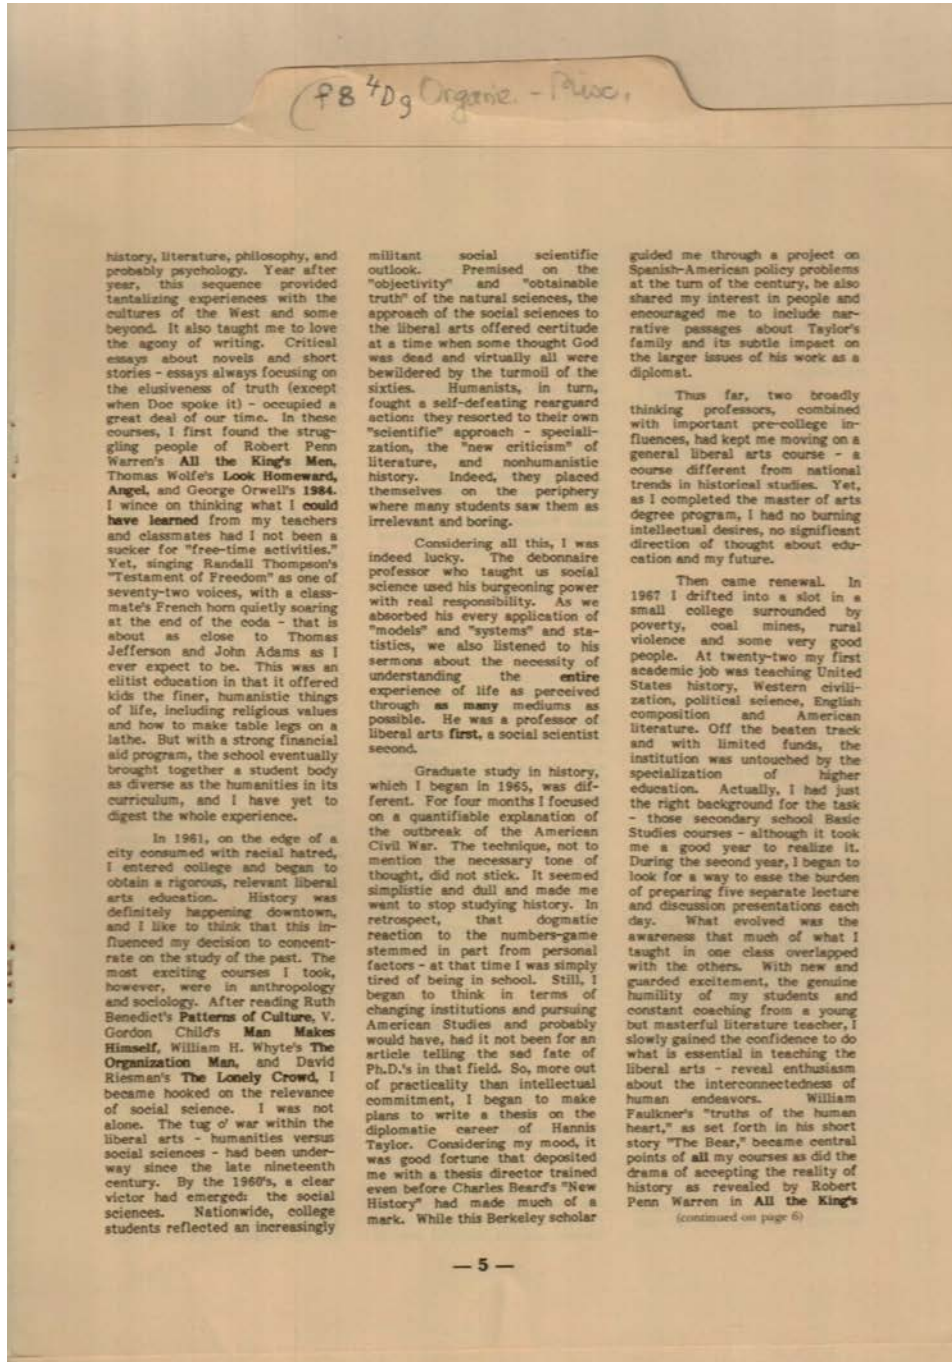 (f8 4Dg Organic. - Misc.
history, literature, philosophy, and
probably psychology. Year after
year, this sequence provided
tantalizing experiences with the
cultures of the West and some
beyond. It also taught me to love
the agony of writing. Critical
essays about novels and short
stories - essays always focusing on
the elusiveness of truth (except
when Doc spoke it) - occupied a
great deal of our time. In these
courses, I first found the strug-
gling people of Robert Penn
Warren's All the King's Men,
Thomas Wolfe's Look Homeward,
Angel, and George Orwell's 1984.
I wince on thinking what I could
have learned from my teachers
and classmates had I not been a
sucker for "free-time activities."
Yet, singing Randall Thompson's
"Testament of Freedom" as one of
seventy-two voices, with a class-
mate's French horn quietly soaring
at the end of the coda - that is
about as close to Thomas
Jefferson and John Adams as I
ever expect to be. This was an
elitist education in that it offered
kids the finer, humanistic things
of life, including religious values
and how to make table legs on a
lathe. But with a strong financial
aid program, the school eventually
brought together a student body
as diverse as the humanities in its
curriculum, and I have yet to
digest the whole experience.
In 1961, on the edge of a
city consumed with racial hatred,
I entered college and began to
obtain a rigorous, relevant liberal
arts education. History was
definitely happening downtown,
and I like to think that this in-
fluenced my decision to concent-
rate on the study of the past. The
most exciting courses I took,
however, were in anthropology
and sociology. After reading Ruth
Benedict's Patterns of Culture, V.
Gordon Child's Man Makes
Himself, William H. Whyte's The
Organization Man, and David
Riesman's The Lonely Crowd, I
became hooked on the relevance
of social science. I was not
alone. The tug o' war within the
liberal arts - humanities versus
social sciences - had been under-
way since the late nineteenth
century. By the 1960's, a clear
victor had emerged: the social
sciences. Nationwide, college
students reflected an increasingly
militant social scientific
outlook. Premised on the
"objectivity" and "obtainable
truth" of the natural sciences, the
approach of the social sciences to
the liberal arts offered certitude
at a time when some thought God
was dead and virtually all were
bewildered by the turmoil of the
sixties. Humanists, in turn,
fought a self-defeating rearguard
action: they resorted to their own
"scientific" approach - speciali-
zation, the "new criticism" of
literature, and nonhumanistic
history. Indeed, they placed
themselves on the periphery
where many students saw them as
irrelevant and boring.
Considering all this, I was
indeed lucky. The debonnaire
professor who taught us social
science used his burgeoning power
with real responsibility. As we
absorbed his every application of
"models" and "systems" and sta-
tistics, we also listened to his
sermons about the necessity of
understanding the entire
experience of life as perceived
through as many mediums as
possible. He was a professor of
liberal arts first, a social scientist
second.
Graduate study in history,
which I began in 1965, was dif-
ferent. For four months I focused
on a quantifiable explanation of
the outbreak of the American
Civil War. The technique, not to
mention the necessary tone of
thought, did not stick. It seemed
simplistic and dull and made me
want to stop studying history. In
retrospect, that dogmatic
reaction to the numbers-game
stemmed in part from personal
factors - at that time I was simply
tired of being in school. Still, I
began to think in terms of
changing institutions and pursuing
American Studies and probably
would have, had it not been for an
article telling the sad fate of
Ph.D.'s in that field. So, more out
of practicality than intellectual
commitment, I began to make
plans to write a thesis on the
diplomatic career of Hannis
Taylor. Considering my mood, it
was good fortune that deposited
me with a thesis director trained
even before Charles Beard's "New
History" had made much of a
mark. While this Berkeley scholar
guided me through a project on
Spanish-American policy problems
at the turn of the century, he also
shared my interest in people and
encouraged me to include nar-
rative passages about Taylor's
family and its subtle impact on
the larger issues of his work as a
diplomat.
Thus far, two broadly
thinking professors, combined
with important pre-college in-
fluences, had kept me moving on a
general liberal arts course - a
course different from national
trends in historical studies. Yet,
as I completed the master of arts
degree program, I had no burning
intellectual desires, no significant
direction of thought about edu-
cation and my future.
Then came renewal. In
1967 I drifted into a slot in a
small college surrounded by
poverty, coal mines, rural
violence and some very good
people. At twenty-two my first
academic job was teaching United
States history, Western civili-
zation, political science, English
composition and American
literature. Off the beaten track
and with limited funds, the
institution was untouched by the
specialization of higher
education. Actually, I had just
the right background for the task
- those secondary school Basic
Studies courses - although it took
me a good year to realize it.
During the second year, I began to
look for a way to ease the burden
of preparing five separate lecture
and discussion presentations each
day. What evolved was the
awareness that much of what I
taught in one class overlapped
with the others. With new and
guarded excitement, the genuine
humility of my students and
constant coaching from a young
but masterful literature teacher, I
slowly gained the confidence to do
what is essential in teaching the
liberal arts - reveal enthusiasm
about the interconnectedness of
human endeavors. William
Faulkner's "truths of the human
heart," as set forth in his short
story "The Bear," became central
points of all my courses as did the
drama of accepting the reality of
history as revealed by Robert
Penn Warren in All the King's
(continued on page 6)
— 5 —